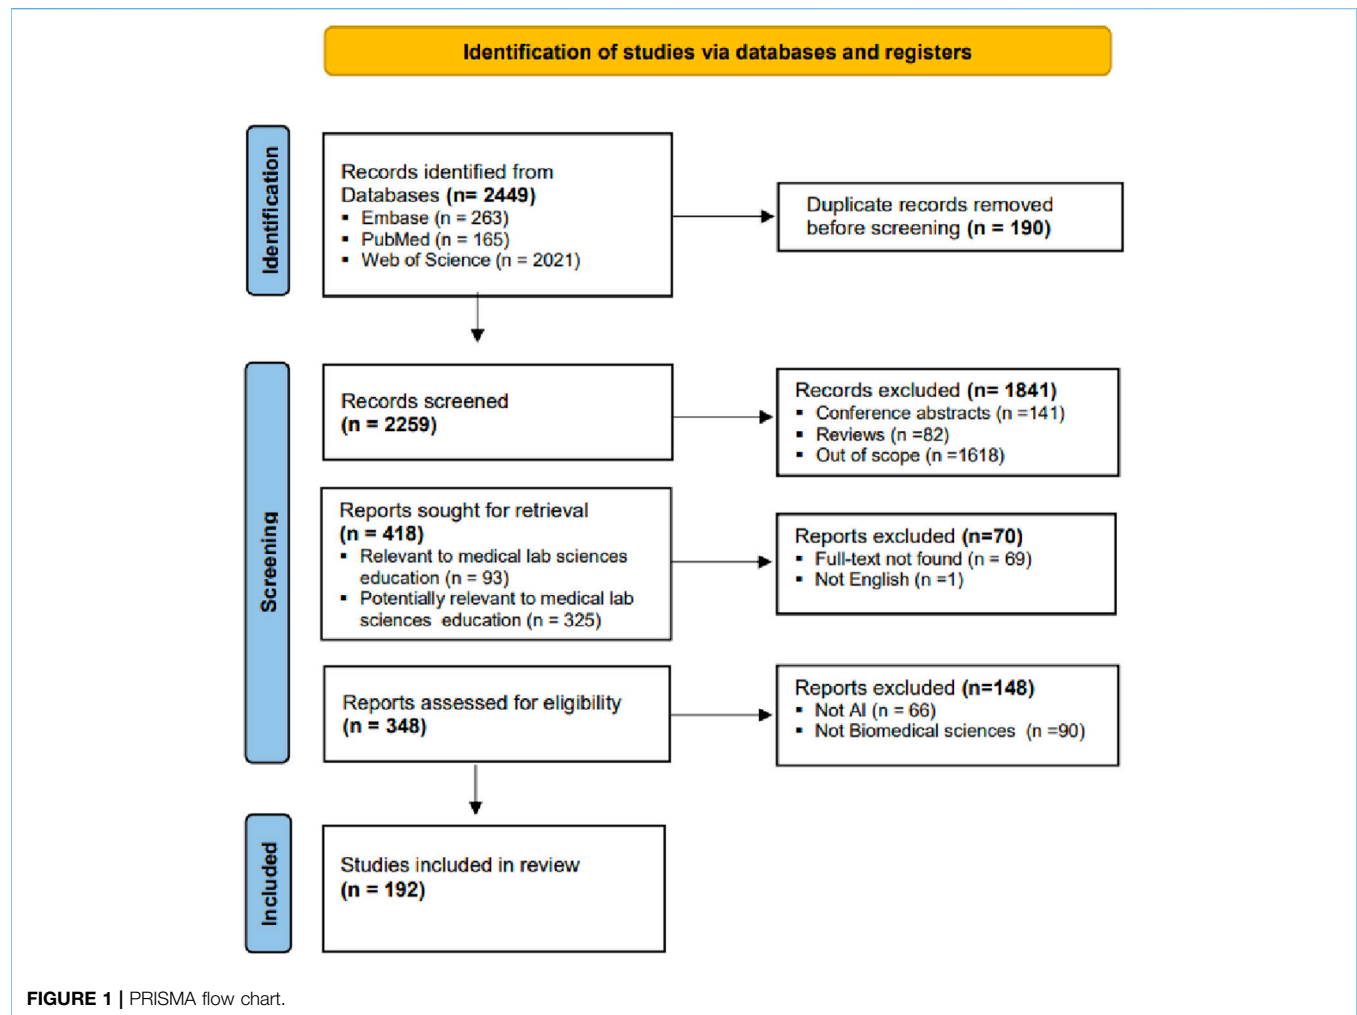 Identification of studies via databases and registers
Identification
Records identified from
Databases (n= 2449)
▪ Embase (n = 263)
▪ PubMed (n = 165)
▪ Web of Science (n = 2021)
Duplicate records removed
before screening (n = 190)
Screening
Records screened
(n = 2259)
Records excluded (n= 1841)
▪ Conference abstracts (n =141)
▪ Reviews (n =82)
▪ Out of scope (n =1618)
Reports sought for retrieval
(n = 418)
▪ Relevant to medical lab sciences
education (n = 93)
▪ Potentially relevant to medical lab
sciences education (n = 325)
Reports excluded (n=70)
▪ Full-text not found (n = 69)
▪ Not English (n =1)
Reports assessed for eligibility
(n = 348)
Reports excluded (n=148)
▪ Not AI (n = 66)
▪ Not Biomedical sciences (n =90)
Included
Studies included in review
(n = 192)
FIGURE 1 | PRISMA flow chart.